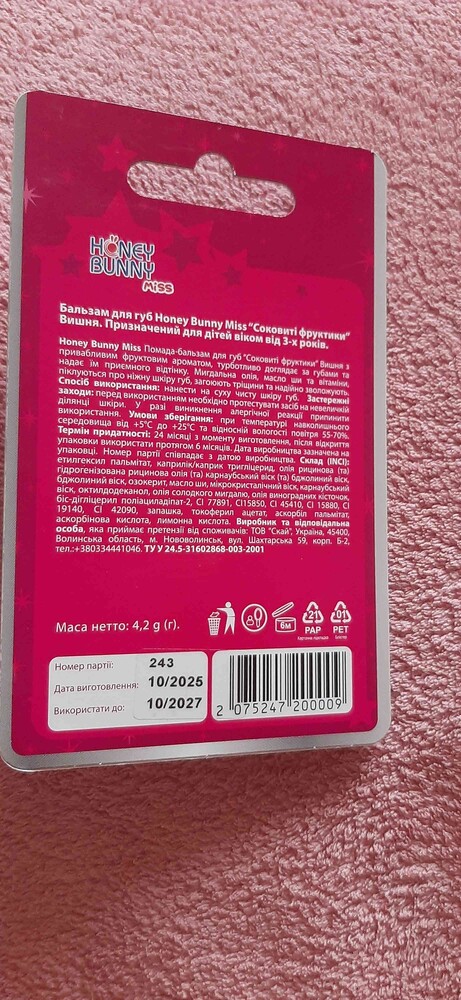 HONEY
BUNNY
Miss
Бальзам для губ Honey Bunny Miss "Соковиті фруктики"
Вишня. Призначений для дітей віком від 3-х років.
Honey Bunny Miss Помада-бальзам для губ "Соковиті фруктики" Вишня з
привабливим фруктовим ароматом, турботливо доглядає за губами та
надає їм приємного відтінку. Мигдальна олія, масло ши та вітаміни,
піклуються про ніжну шкіру губ, загоюють тріщини та надійно зволожують.
Спосіб використання: нанести на суху чисту шкіру губ. Застережні
заходи: перед використанням необхідно протестувати засіб на невеличкій
ділянці шкіри. У разі виникнення алергічної реакції припинити
використання. Умови зберігання: при температурі навколишнього
середовища від +5°С до +25°С та відносній вологості повітря 55-70%.
Термін придатності: 24 місяці з моменту виготовлення, після відкриття
упаковки використати протягом 6 місяців. Дата виробництва зазначена на
упаковці. Номер партії співпадає з датою виробництва. Склад (INCI):
етилгексил пальмітат, каприлік/каприк тригліцерид, олія рицинова (та)
гідрогенізована рицинова олія (та) карнаубський віск (та) бджолиний віск,
бджолиний віск, озокерит, масло ши, мікрокристалічний віск, карнаубський
віск, октилдодеканол, олія солодкого мигдалю, олія виноградних кісточок,
біс-дігліцерил поліациладіпат-2, CI 77891, CI15850, CI 45410, CI 15880, CI
19140, CI 42090, запашка, токоферил ацетат, аскорбіл пальмітат,
аскорбінова кислота, лимонна кислота. Виробник та відповідальна
особа, яка приймає претензії від споживачів: ТОВ "Скай", Україна, 45400,
Волинська область, м. Нововолинськ, вул. Шахтарська 59, корп. Б-2,
тел.:+380334441046. ТУ У 24.5-31602868-003-2001
Маса нетто: 4,2 g (г).
6M
21
PAP
01
PET
Блістер
Номер партії: 243
Дата виготовлення: 10/2025
Використати до: 10/2027
2 075247 200009